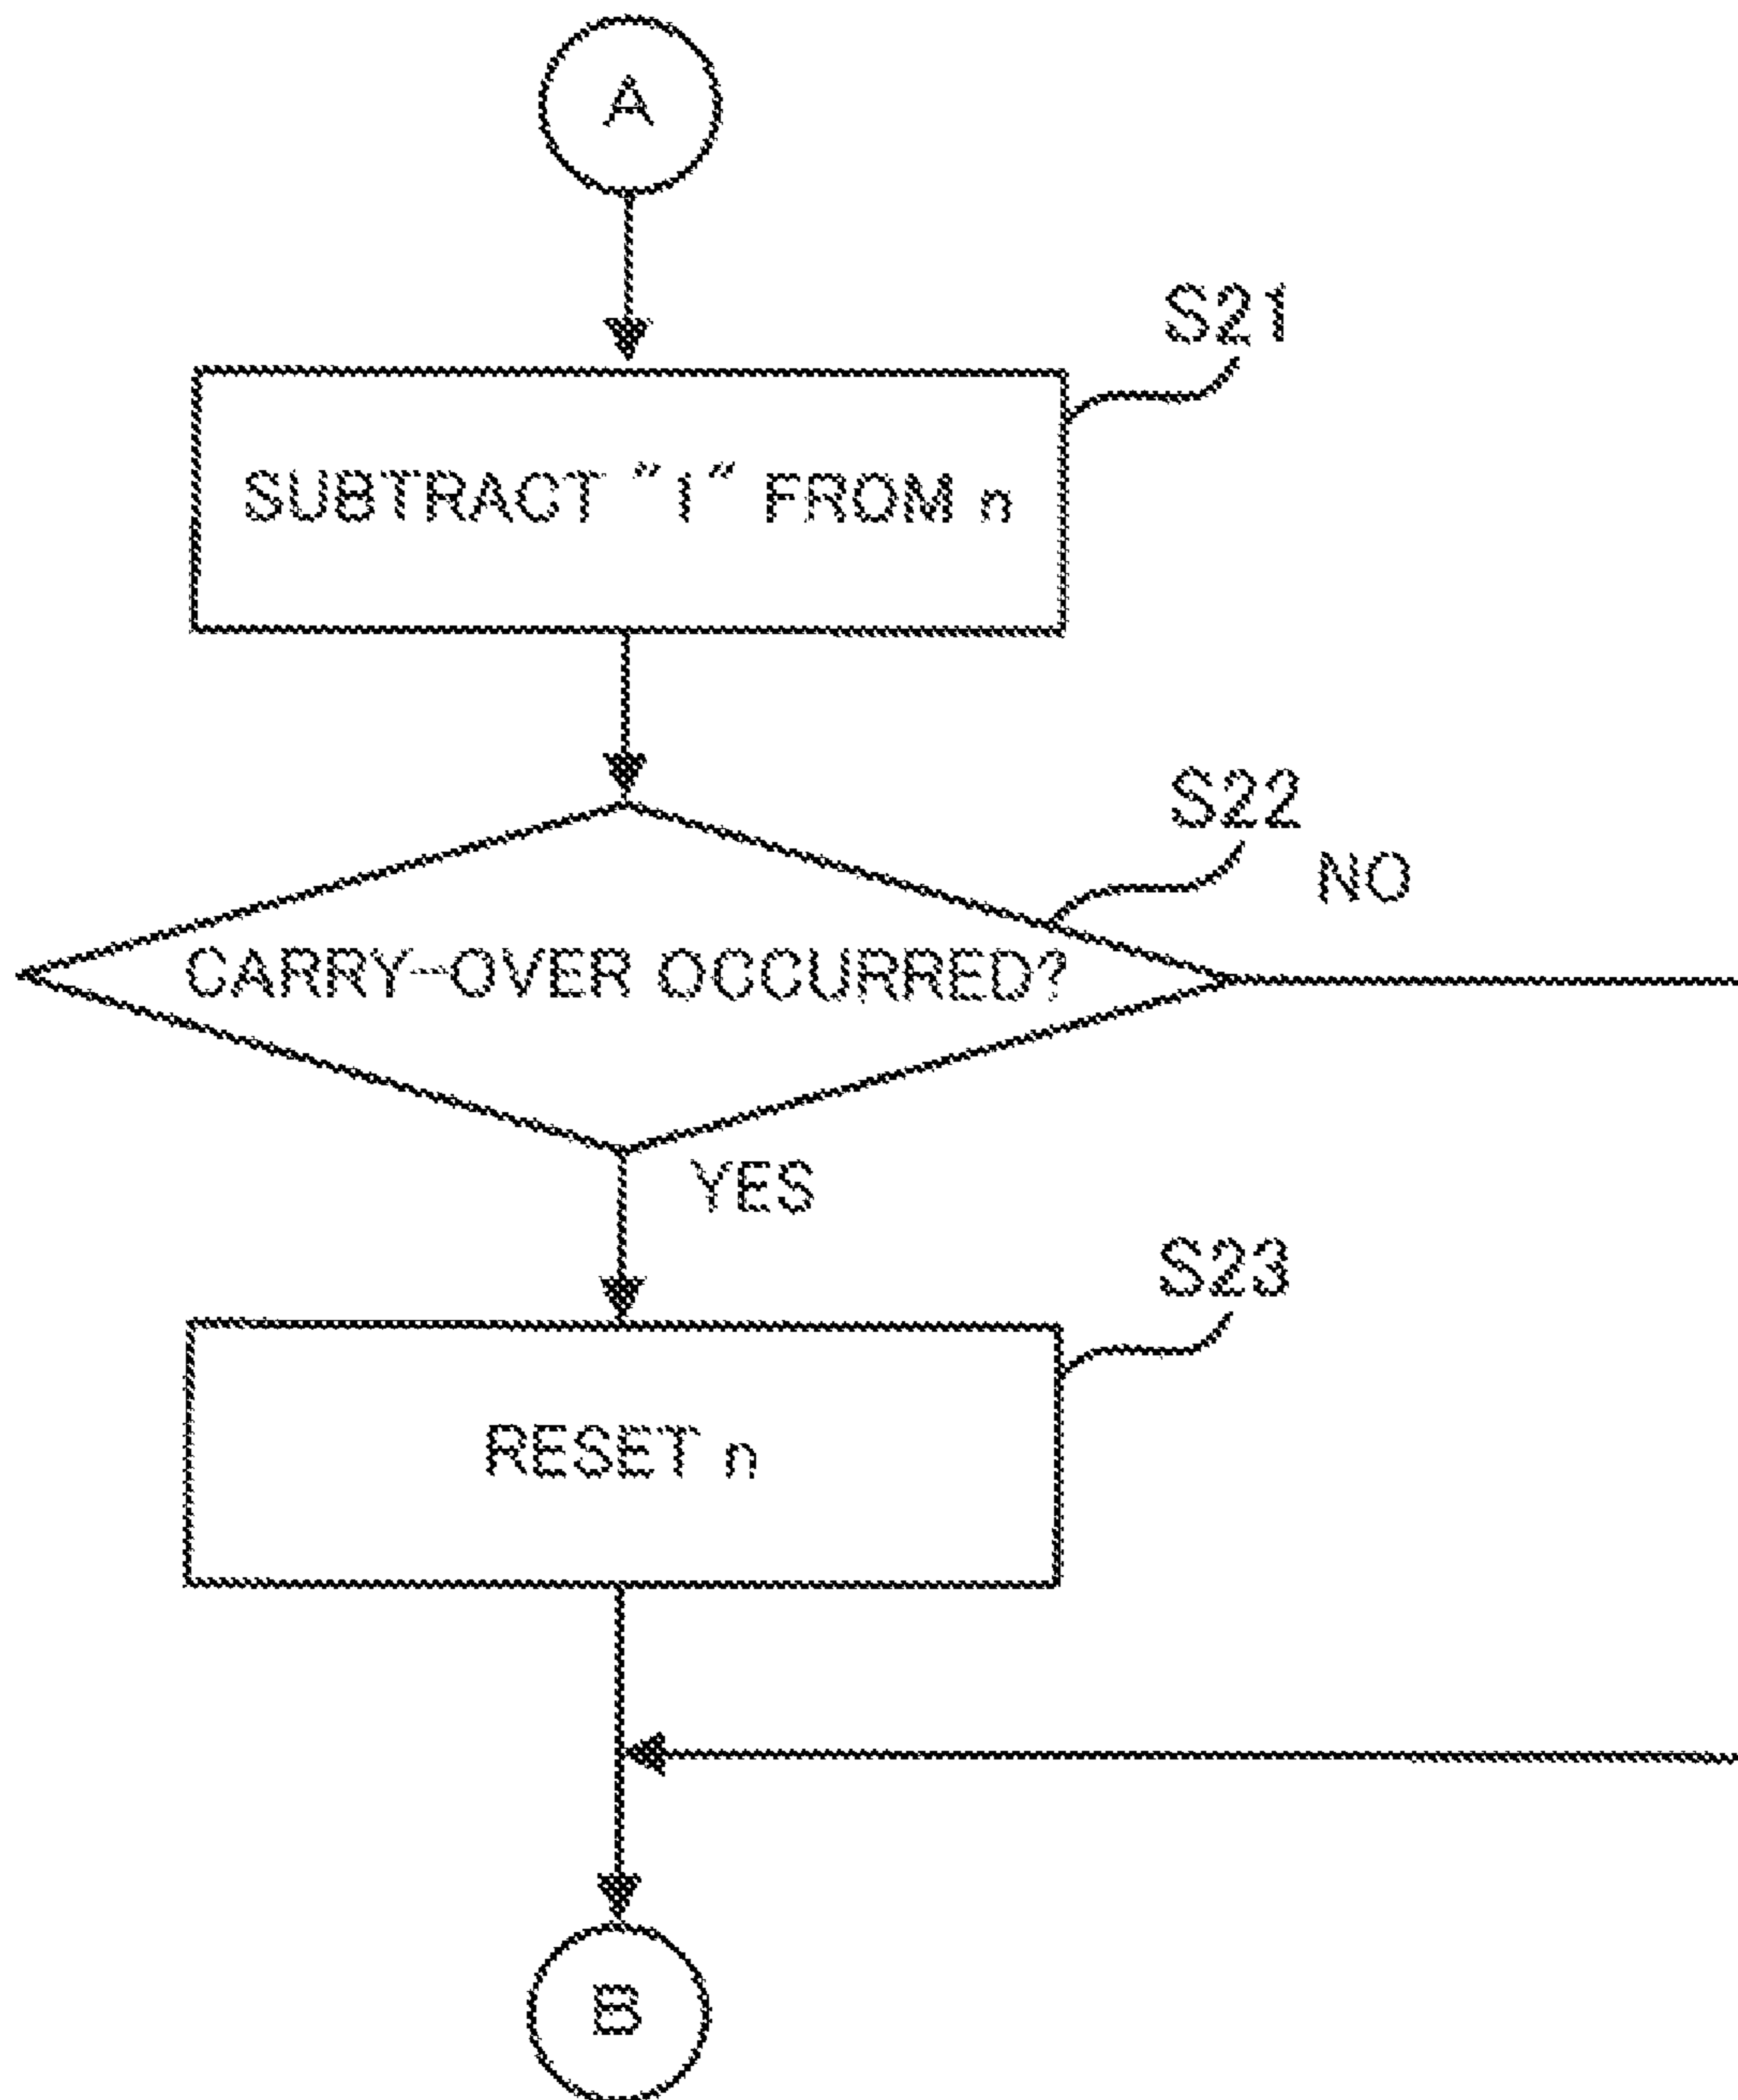 A
S21
SUBTRACT "1" FROM n
S22
NO
CARRY-OVER OCCURRED?
YES
S23
RESET n
B